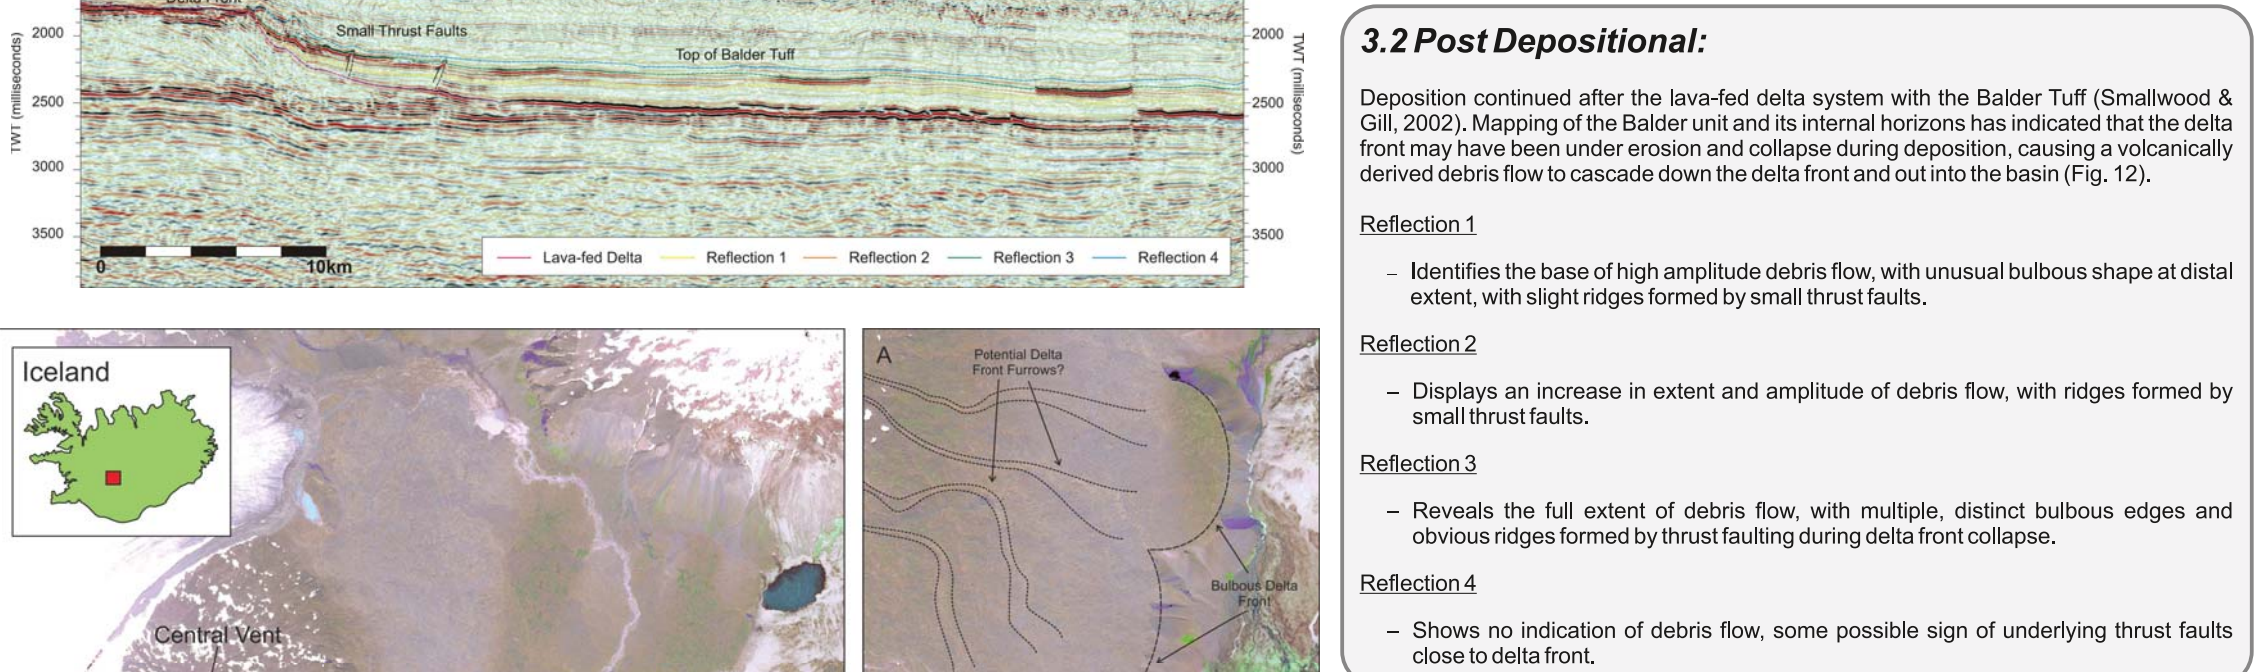 Delta Front
Small Thrust Faults
Top of Balder Tuff
2000
2500
3000
3500
TWT (milliseconds)
2000
2500
3000
3500
TWT (milliseconds)
0 10km
Lava-fed Delta Reflection 1 Reflection 2 Reflection 3 Reflection 4
Iceland
Central Vent
A
Potential Delta
Front Furrows?
Bulbous Delta
Front
3.2 Post Depositional:
Deposition continued after the lava-fed delta system with the Balder Tuff (Smallwood &
Gill, 2002). Mapping of the Balder unit and its internal horizons has indicated that the delta
front may have been under erosion and collapse during deposition, causing a volcanically
derived debris flow to cascade down the delta front and out into the basin (Fig. 12).
Reflection 1
– Identifies the base of high amplitude debris flow, with unusual bulbous shape at distal
extent, with slight ridges formed by small thrust faults.
Reflection 2
– Displays an increase in extent and amplitude of debris flow, with ridges formed by
small thrust faults.
Reflection 3
– Reveals the full extent of debris flow, with multiple, distinct bulbous edges and
obvious ridges formed by thrust faulting during delta front collapse.
Reflection 4
– Shows no indication of debris flow, some possible sign of underlying thrust faults
close to delta front.